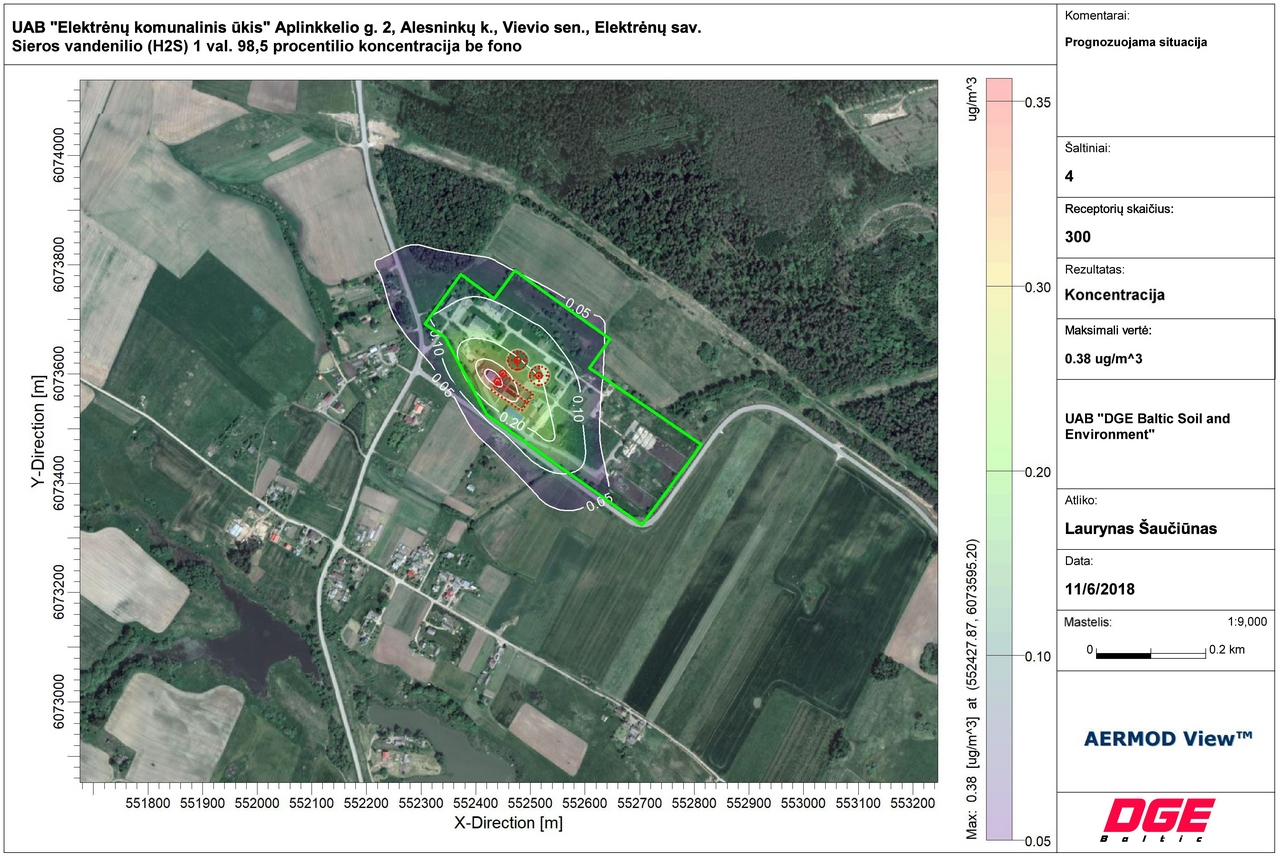 UAB "Elektrėnų komunalinis ūkis" Aplinkkelio g. 2, Alesninkų k., Vievio sen., Elektrėnų sav.
Sieros vandenilio (H2S) 1 val. 98,5 procentilio koncentracija be fono
Y-Direction [m]
6074000
6073800
6073600
6073400
6073200
6073000
0.05
0.10
0.05
0.10
0.20
0.05
551800
551900
552000
552100
552200
552300
552400
552500
552600
552700
552800
552900
553000
553100
553200
X-Direction [m]
ug/m^3
0.35
0.30
0.20
0.10
0.05
Max: 0.38 [ug/m^3] at (552427.87, 6073595.20)
Komentarai:
Prognozuojama situacija
Šaltiniai:
4
Receptorių skaičius:
300
Rezultatas:
Koncentracija
Maksimali vertė:
0.38 ug/m^3
UAB "DGE Baltic Soil and
Environment"
Atliko:
Laurynas Šaučiūnas
Data:
11/6/2018
Mastelis:
1:9,000
0
0.2 km
AERMOD View™
DGE
Baltic